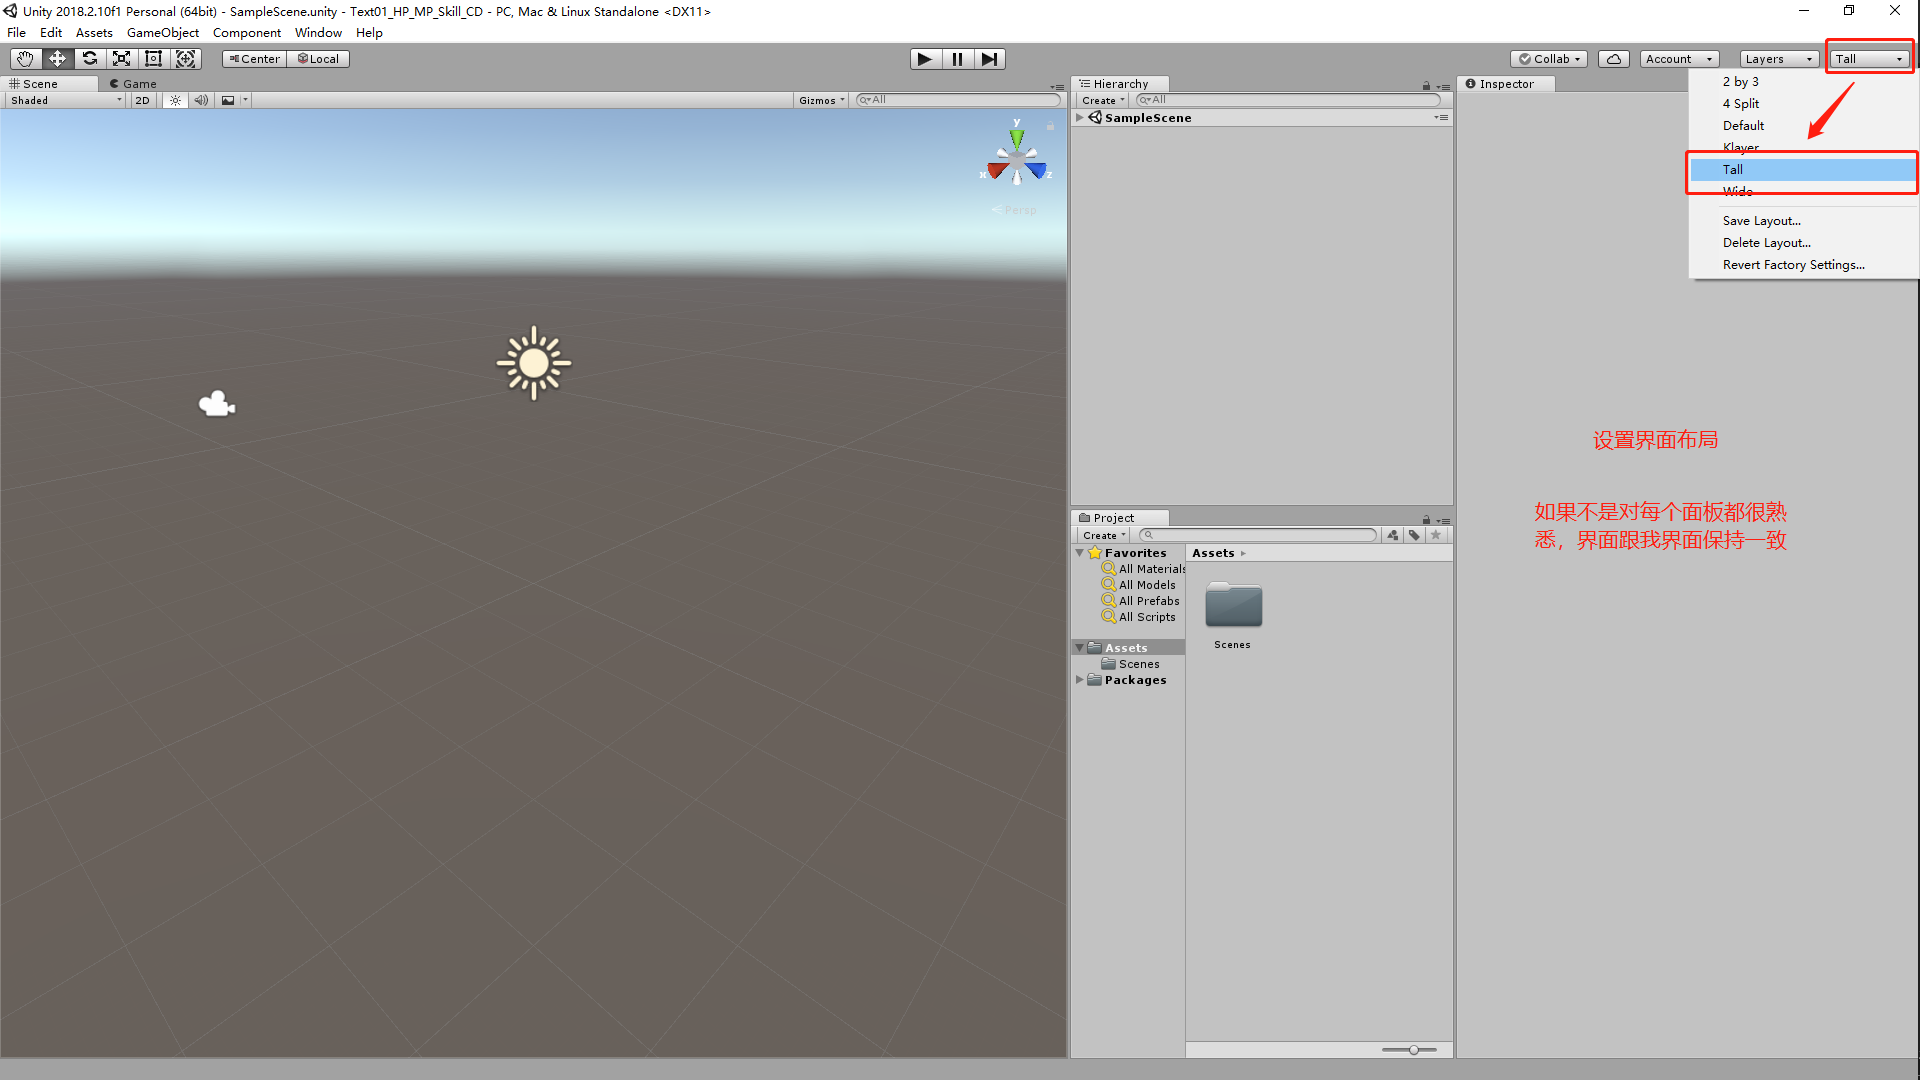 Unity 2018.2.10f1 Personal (64bit) - SampleScene.unity - Text01_HP_MP_Skill_CD - PC, Mac & Linux Standalone <DX11>
File Edit Assets GameObject Component Window Help
Center Local Collab Account Layers Tall
Scene Game
Shaded 2D Gizmos All
y
x z
Persp
Hierarchy
Create All
SampleScene
Inspector
2 by 3
4 Split
Default
Klayer
Tall
Wide
Save Layout...
Delete Layout...
Revert Factory Settings...
设置界面布局
如果不是对每个面板都很熟
悉，界面跟我界面保持一致
Project
Create
Favorites
All Materials
All Models
All Prefabs
All Scripts
Assets
Scenes
Packages
Assets
Scenes